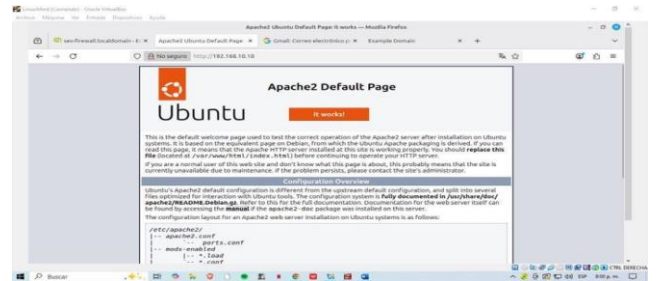 Archivo Máquina Ver Entrada Dispositivos Ayuda
Apache2 Ubuntu Default Page: It works — Mozilla Firefox
Apache2 Ubuntu Default Page
Gmail: Correo electrónico
Example Domain
No seguro http://192.168.10.10
Apache2 Default Page
Ubuntu
It works!
This is the default welcome page used to test the correct operation of the Apache2 server after installation on Ubuntu
systems. It is based on the equivalent page on Debian, from which the Ubuntu Apache packaging is derived. If you can
read this page, it means that the Apache HTTP server installed at this site is working properly. You should replace this
file (located at /var/www/html/index.html) before continuing to operate your HTTP server.
If you are a normal user of this web site and don't know what this page is about, this probably means that the site is
currently unavailable due to maintenance. If the problem persists, please contact the site's administrator.
Configuration Overview
Ubuntu's Apache2 default configuration is different from the upstream default configuration, and split into several
files optimized for interaction with Ubuntu tools. The configuration system is fully documented in /usr/share/doc/
apache2/README.Debian.gz. Refer to this for the full documentation. Documentation for the web server itself can
be found by accessing the manual if the apache2-doc package was installed on this server.
The configuration layout for an Apache2 web server installation on Ubuntu systems is as follows:
/etc/apache2/
|-- apache2.conf
| `-- ports.conf
|-- mods-enabled
| |-- *.load
| `-- *.conf
CTRL DERECHA
Buscar
ESP